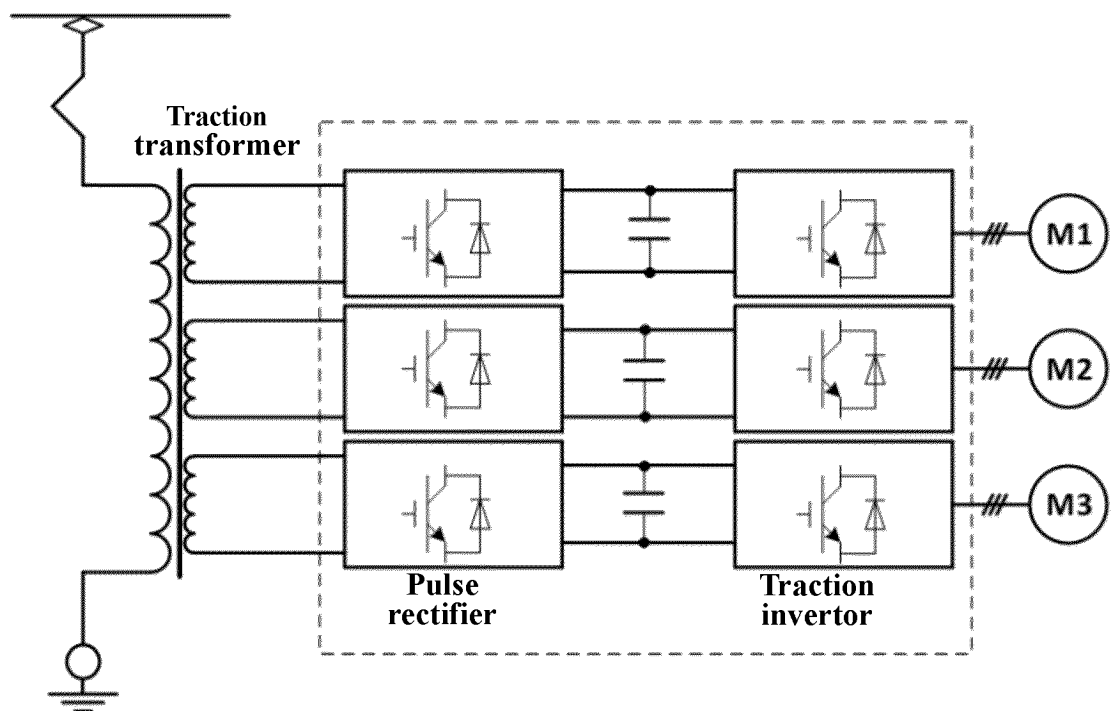 Traction
transformer
M1
M2
M3
Pulse
rectifier
Traction
invertor